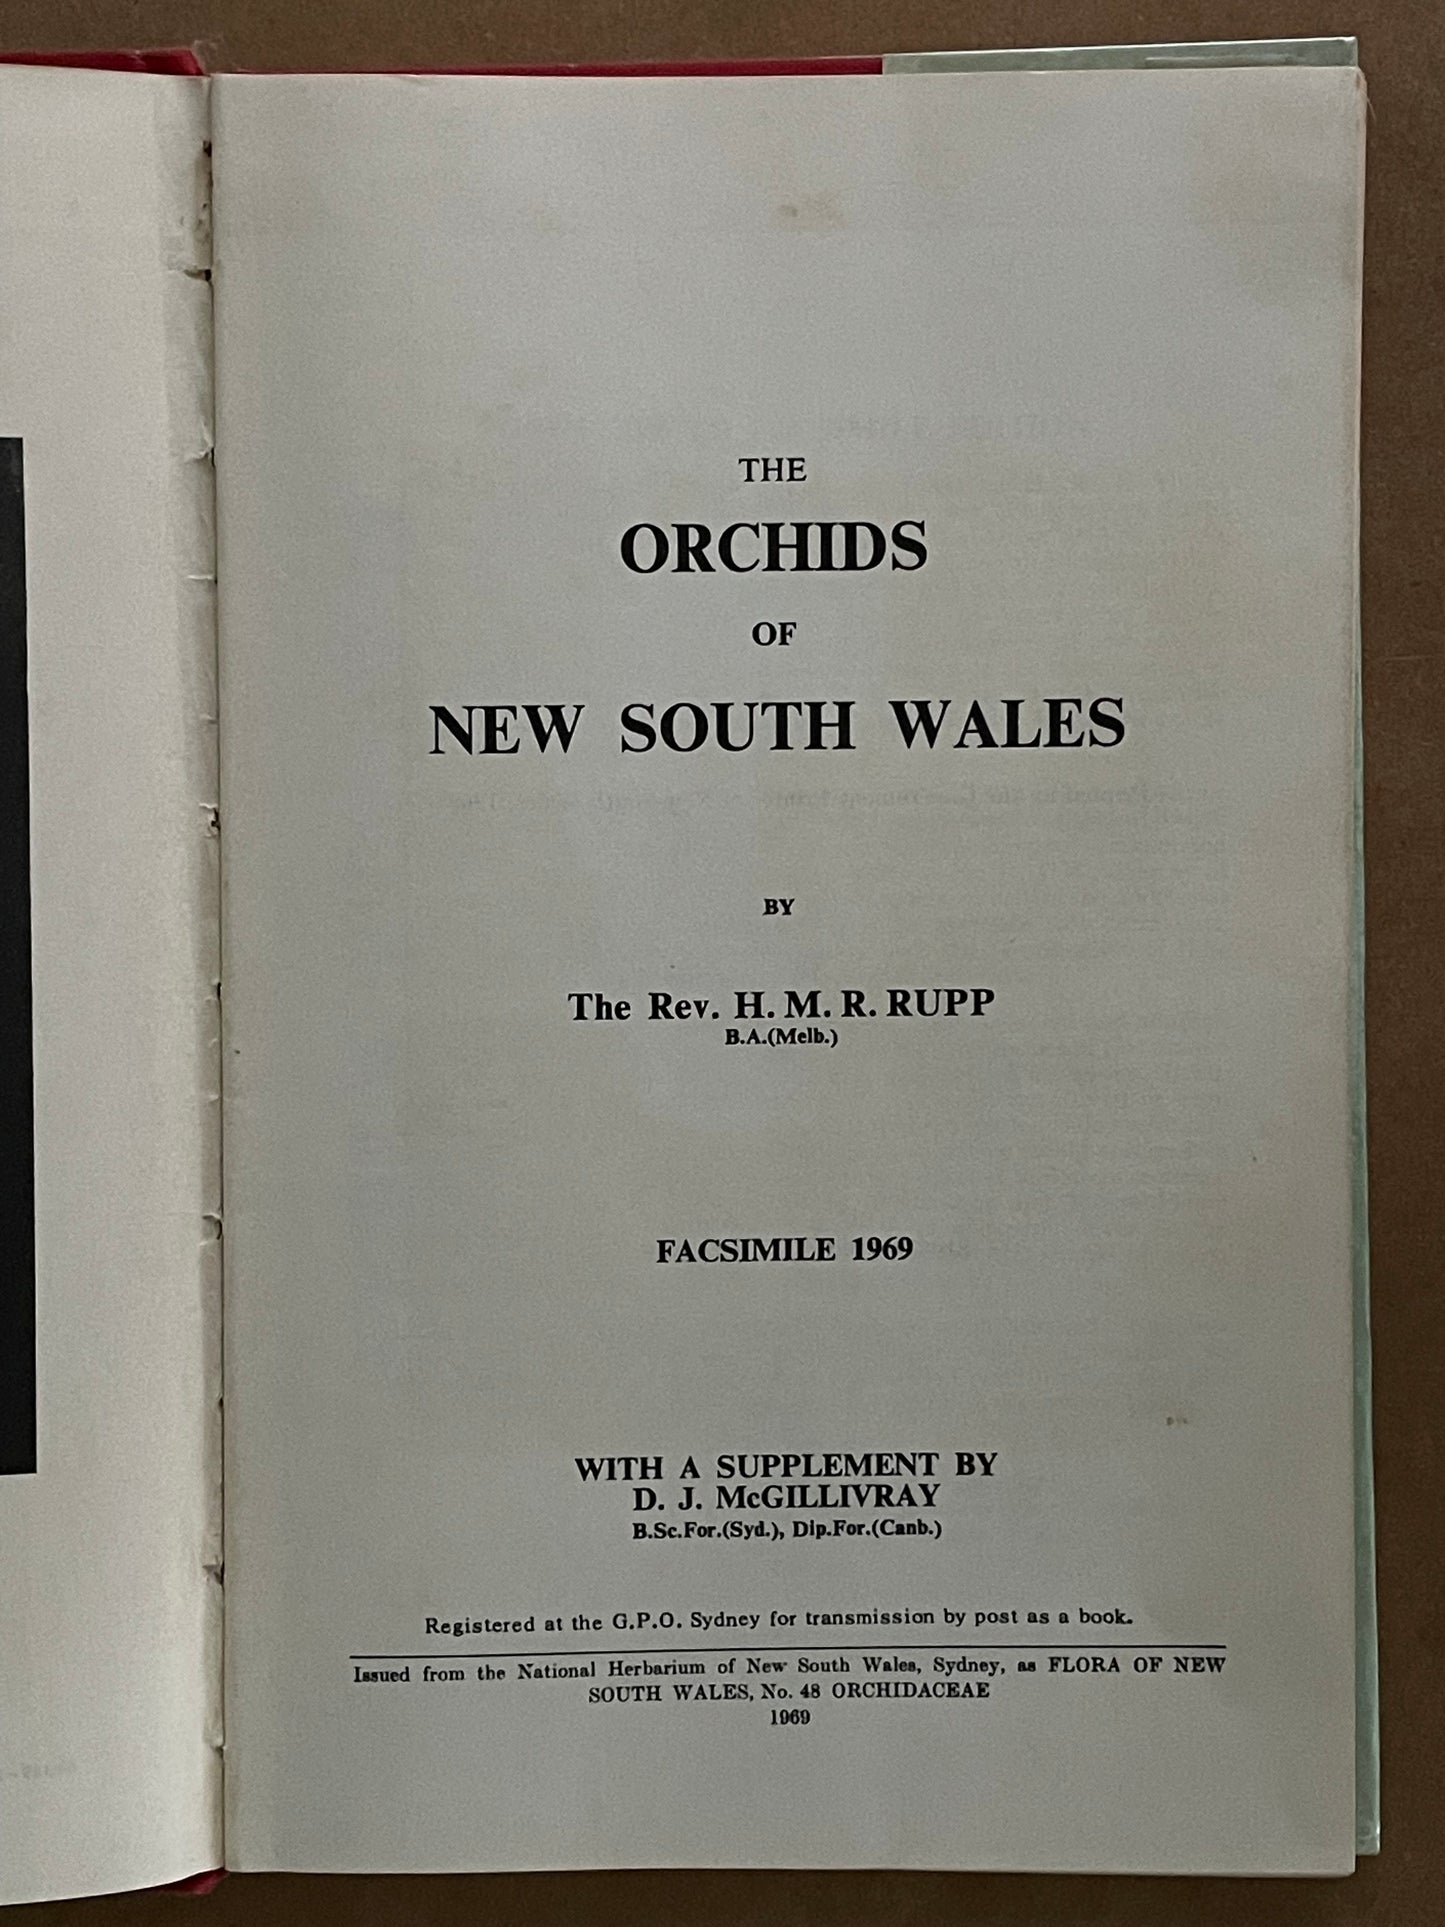 THE
ORCHIDS
OF
NEW SOUTH WALES
BY
The Rev. H. M. R. RUPP
B.A.(Melb.)
FACSIMILE 1969
WITH A SUPPLEMENT BY
D. J. McGILLIVRAY
B.Sc.For.(Syd.), Dip.For.(Canb.)
Registered at the G.P.O. Sydney for transmission by post as a book.
Issued from the National Herbarium of New South Wales, Sydney, as FLORA OF NEW
SOUTH WALES, No. 48 ORCHIDACEAE
1969